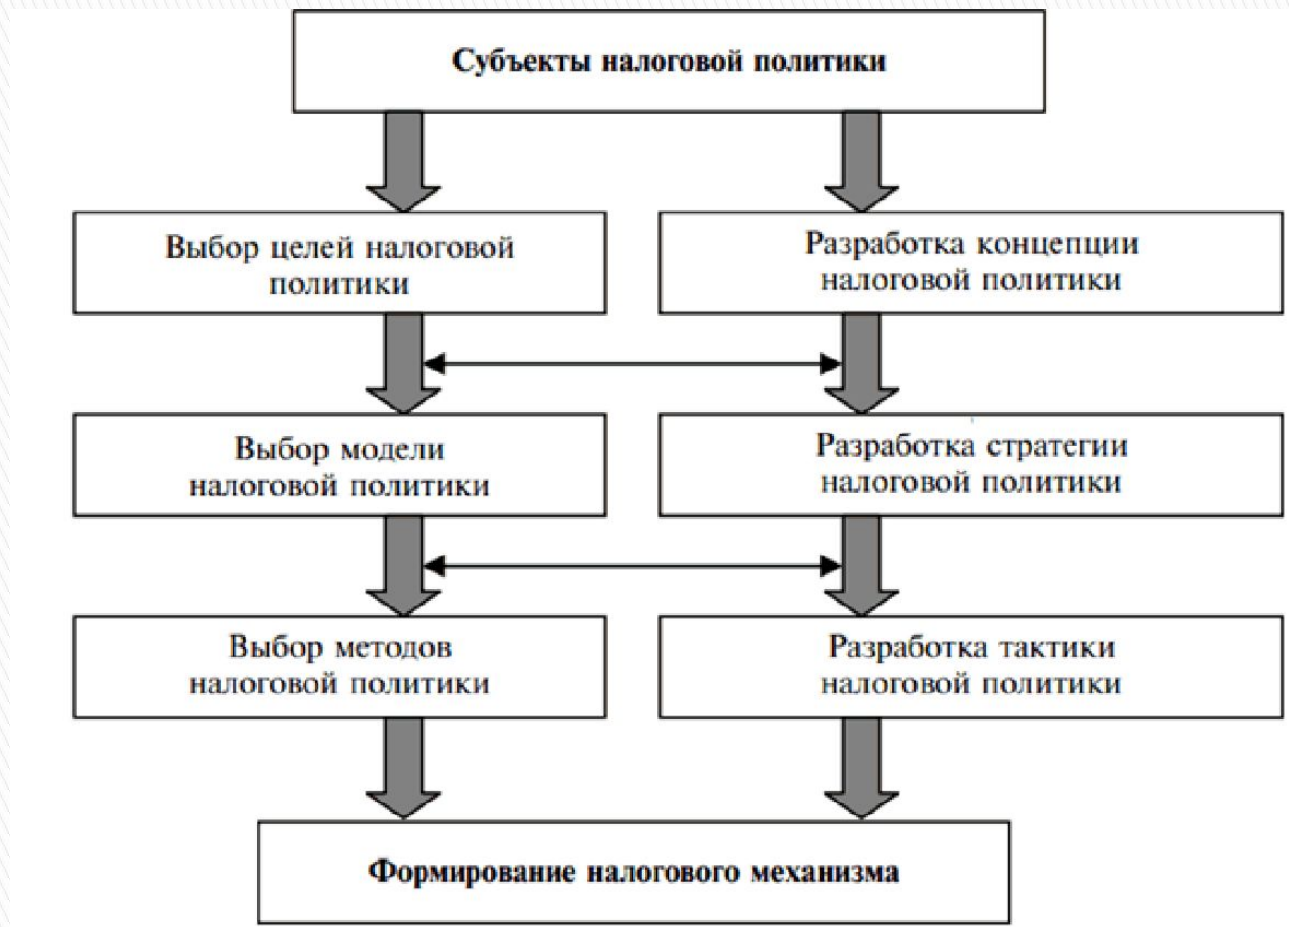 Субъекты налоговой политики
Выбор целей налоговой
политики
Разработка концепции
налоговой политики
Выбор модели
налоговой политики
Разработка стратегии
налоговой политики
Выбор методов
налоговой политики
Разработка тактики
налоговой политики
Формирование налогового механизма